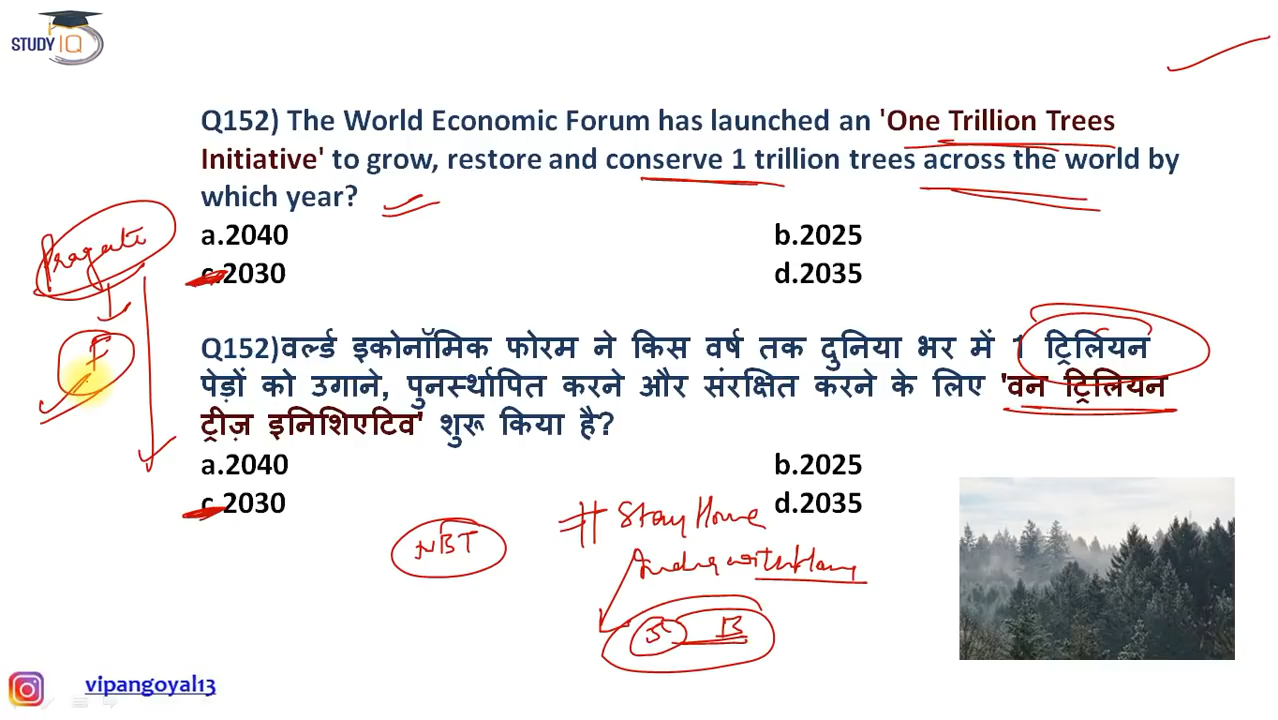 STUDY IQ
Q152) The World Economic Forum has launched an 'One Trillion Trees
Initiative' to grow, restore and conserve 1 trillion trees across the world by
which year?
a.2040
b.2025
c.2030
d.2035
Pragati
F
Q152)वर्ल्ड इकोनॉमिक फोरम ने किस वर्ष तक दुनिया भर में 1 ट्रिलियन
पेड़ों को उगाने, पुनर्स्थापित करने और संरक्षित करने के लिए 'वन ट्रिलियन
ट्रीज़ इनिशिएटिव' शुरू किया है?
a.2040
b.2025
c.2030
d.2035
NBT
# StayHome
B
vipangoyal13